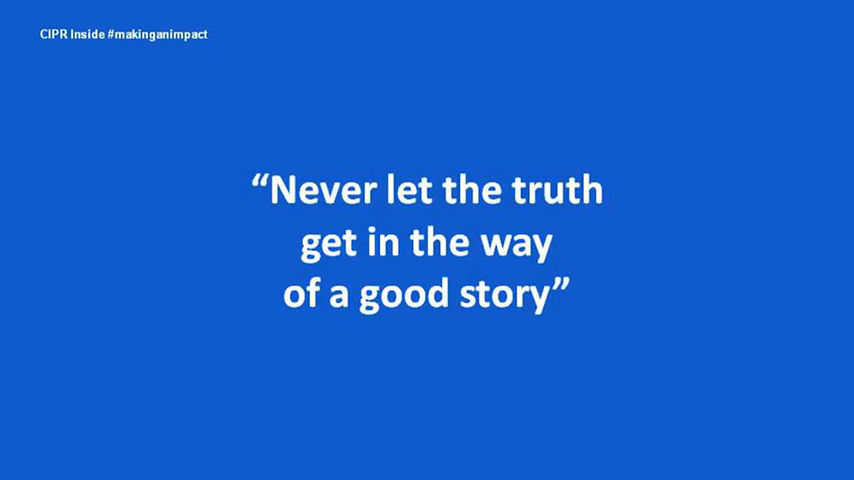 CIPR Inside #makinganimpact
“Never let the truth
get in the way
of a good story”